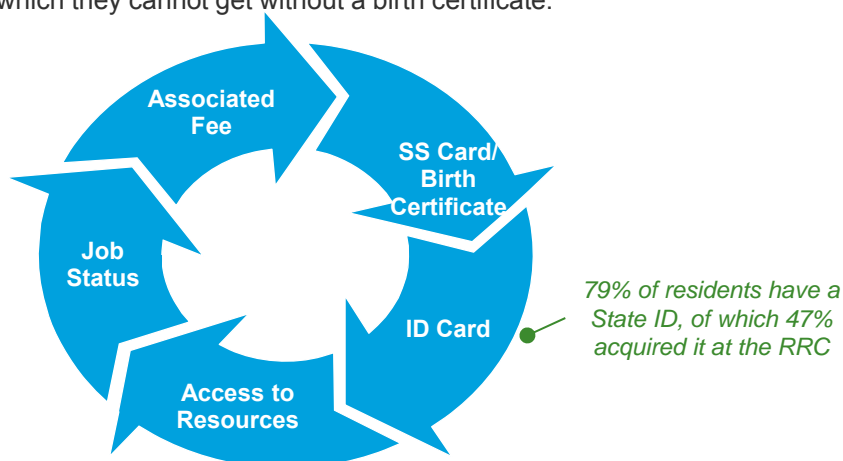 which they cannot get without a birth certificate.
Associated
Fee
SS Card/
Birth
Certificate
Job
Status
ID Card
79% of residents have a
State ID, of which 47%
acquired it at the RRC
Access to
Resources